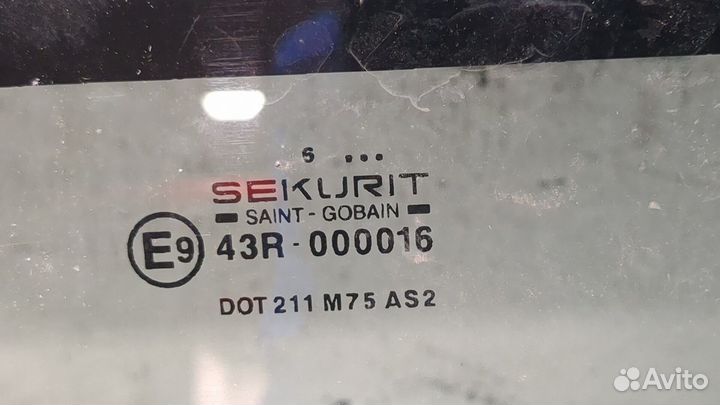 6 ...
SEKURIT
SAINT-GOBAIN
E9 43R-000016
DOT 211 M75 AS2
Avito